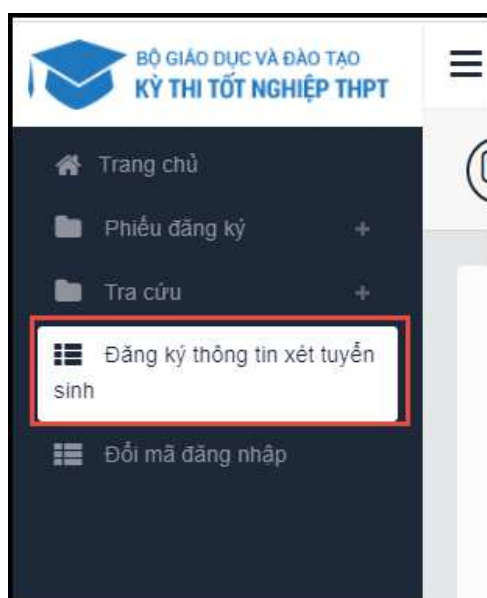 BỘ GIÁO DỤC VÀ ĐÀO TẠO
KỲ THI TỐT NGHIỆP THPT
Trang chủ
Phiếu đăng ký +
Tra cứu +
Đăng ký thông tin xét tuyển
sinh
Đổi mã đăng nhập